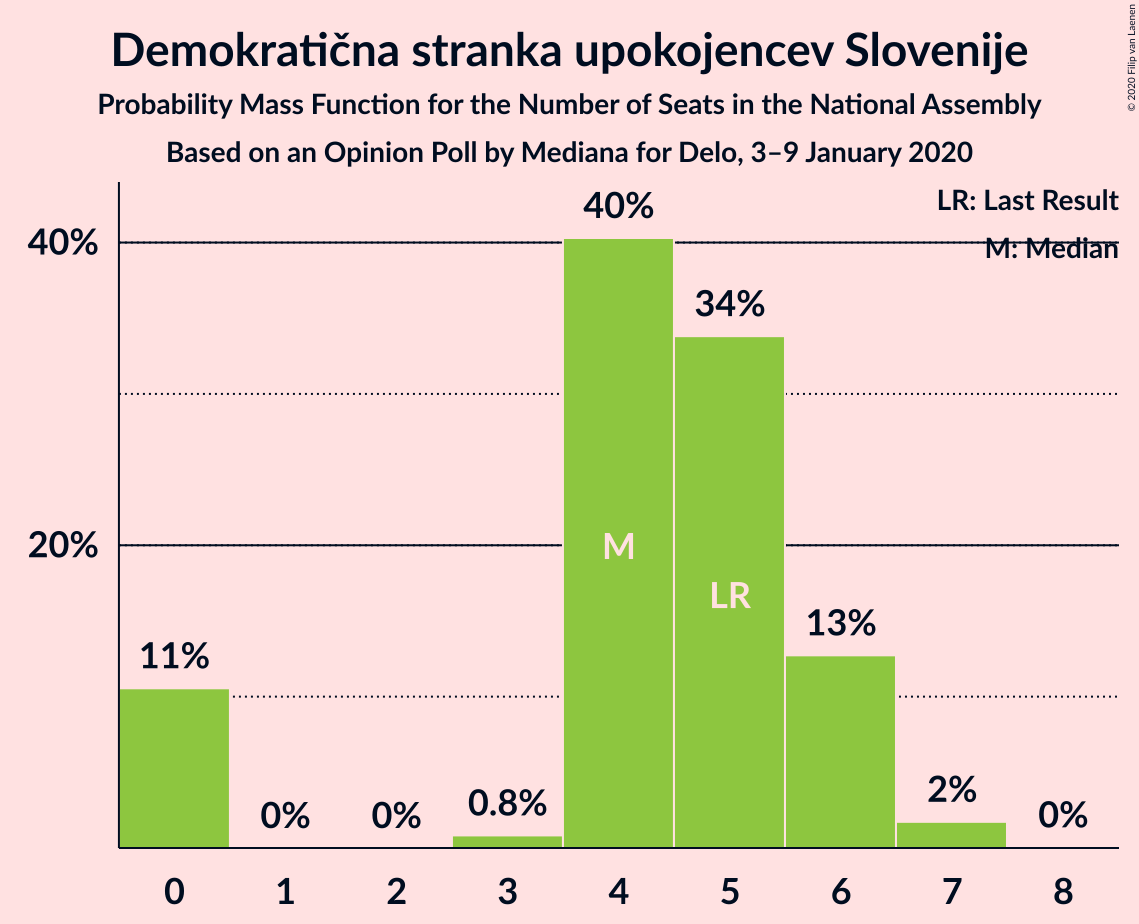 Demokratična stranka upokojencev Slovenije
Probability Mass Function for the Number of Seats in the National Assembly
Based on an Opinion Poll by Mediana for Delo, 3–9 January 2020
© 2020 Filip van Laenen
LR: Last Result
M: Median
40%
20%
11%
0%
0%
0.8%
40%
34%
13%
2%
0%
M
LR
0 1 2 3 4 5 6 7 8